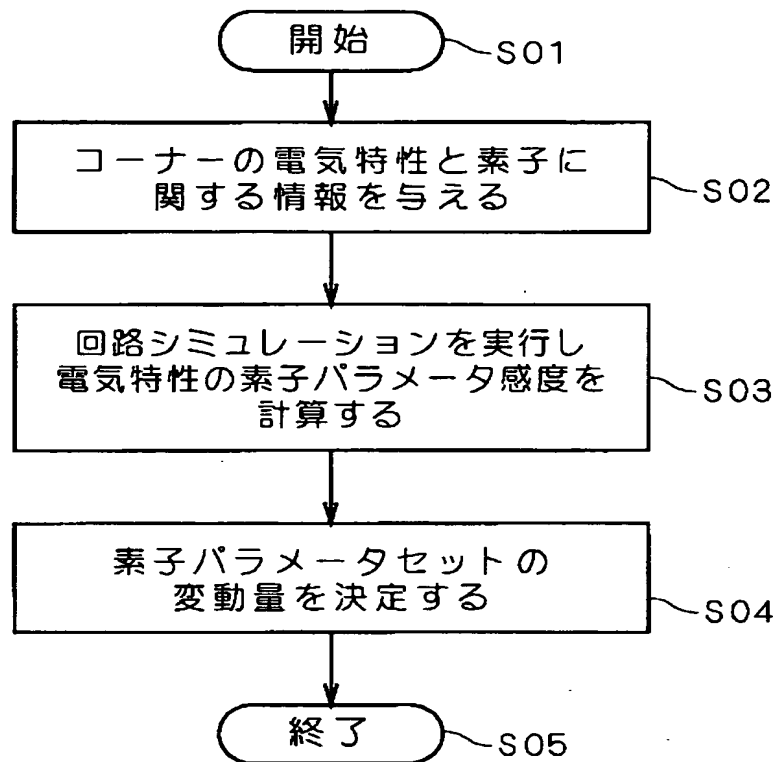 開始
S01
コーナーの電気特性と素子に
関する情報を与える
S02
回路シミュレーションを実行し
電気特性の素子パラメータ感度を
計算する
S03
素子パラメータセットの
変動量を決定する
S04
終了
S05